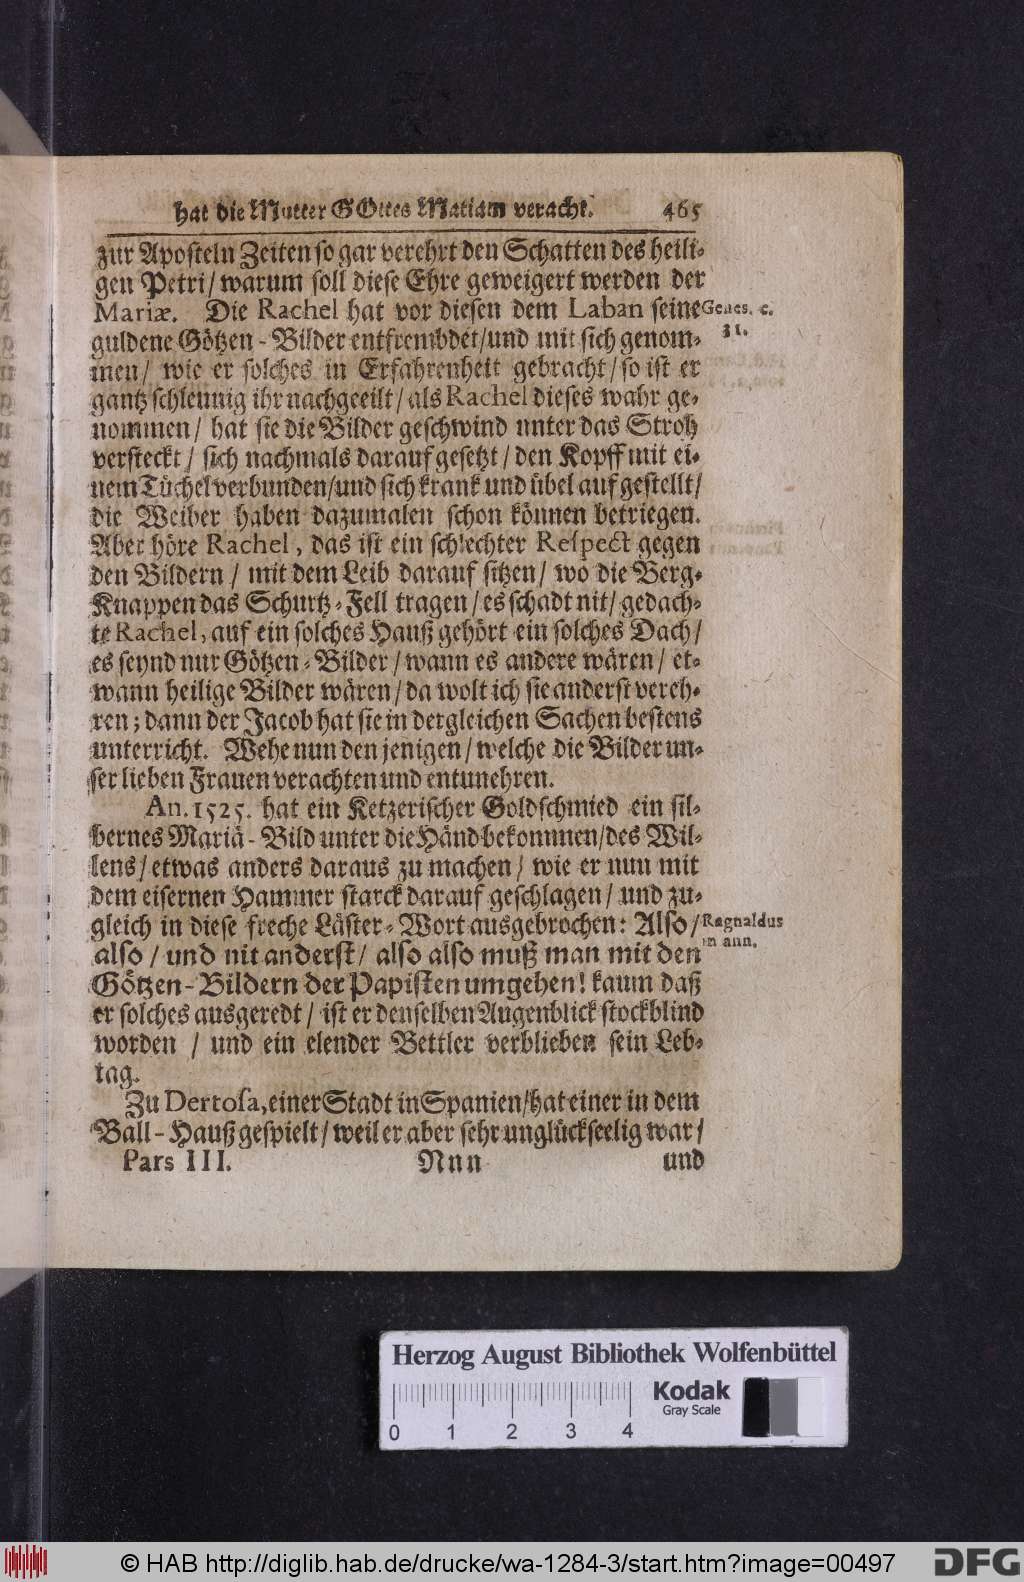 hat die Mutter GOttes Mariam veracht. 465
zur Aposteln Zeiten so gar verehrt den Schatten des heili-
gen Petri/ warum soll diese Ehre geweigert werden der
Mariæ. Die Rachel hat vor diesen dem Laban seine
Genes. c.
31.
guldene Götzen-Bilder entfrembdet/und mit sich genom-
men/ wie er solches in Erfahrenheit gebracht/ so ist er
gantz schleunig ihr nachgeeilt/ als Rachel dieses wahr ge-
nommen/ hat sie die Bilder geschwind unter das Stroh
versteckt/ sich nachmals darauf gesetzt/ den Kopff mit ei-
nem Tüchel verbunden/und sich krank und übel auf gestellt/
die Weiber haben dazumalen schon können betriegen.
Aber höre Rachel, das ist ein schlechter Respect gegen
den Bildern/ mit dem Leib darauf sitzen/ wo die Berg-
Knappen das Schurtz-Fell tragen/ es schadt nit/ gedach-
te Rachel, auf ein solches Hauß gehört ein solches Dach/
es seynd nur Götzen-Bilder/ wann es andere wären/ et-
wann heilige Bilder wären/ da wolt ich sie anderst vereh-
ren; dann der Jacob hat sie in dergleichen Sachen bestens
unterricht. Wehe nun den jenigen/ welche die Bilder un-
ser lieben Frauen verachten und entunehren.
An. 1525. hat ein Ketzerischer Goldschmied ein sil-
bernes Mariä-Bild unter die Händ bekommen/des Wil-
lens/ etwas anders daraus zu machen/ wie er nun mit
dem eisernen Hammer starck darauf geschlagen/ und zu-
gleich in diese freche Läster-Wort ausgebrochen: Also/
Ragnaldus
in ann.
also/ und nit anderst/ also also muß man mit den
Götzen-Bildern der Papisten umgehen! kaum daß
er solches ausgeredt/ ist er denselben Augenblick stockblind
worden/ und ein elender Bettler verblieben sein Leb-
tag.
Zu Dertosa, einer Stadt in Spanien/hat einer in dem
Ball-Hauß gespielt/ weil er aber sehr unglückseelig war/
Pars III. Nnn und
Herzog August Bibliothek Wolfenbüttel
Kodak
Gray Scale
0 1 2 3 4
© HAB http://diglib.hab.de/drucke/wa-1284-3/start.htm?image=00497 DFG